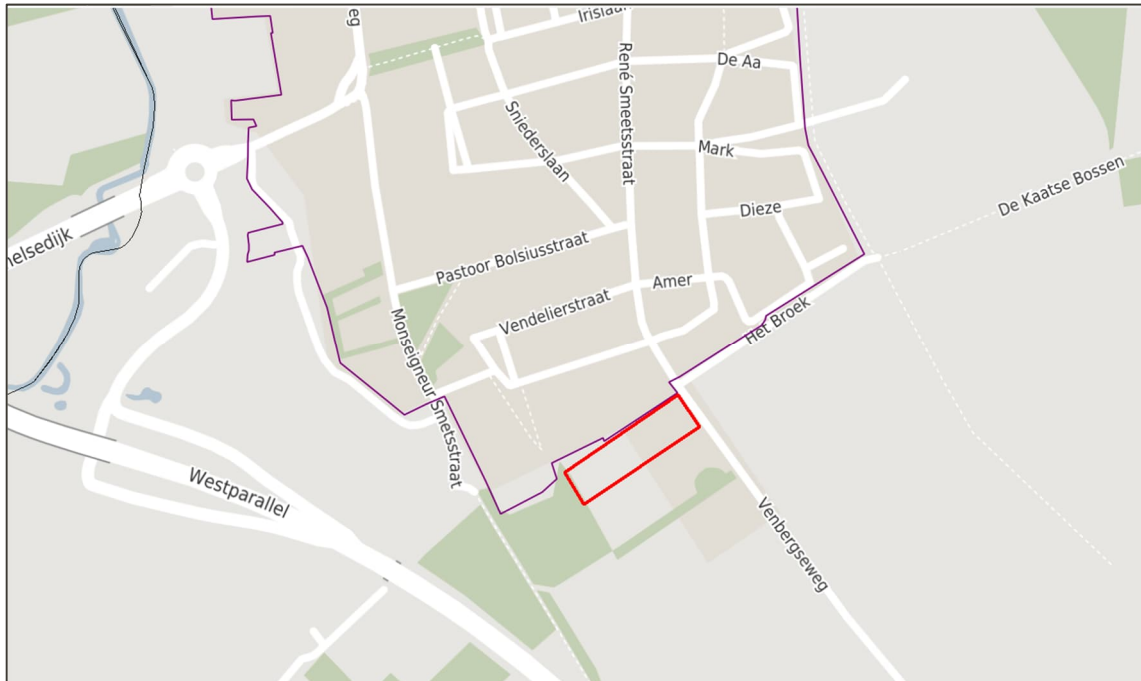 Irislaan
De Aa
René Smeetsstraat
Sniederslaan
Mark
De Kaatse Bossen
Dieze
Pastoor Bolsiusstraat
Amer
Vendelierstraat
Het Broek
Monseigneur Smetsstraat
Westparallel
Venbergseweg